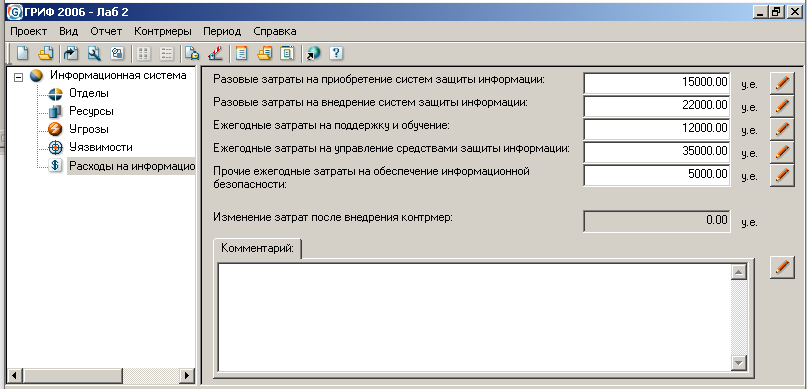 ГРИФ 2006 - Лаб 2
Проект Вид Отчет Контрмеры Период Справка
Информационная система
Отделы
Ресурсы
Угрозы
Уязвимости
Расходы на информацио
Разовые затраты на приобретение систем защиты информации: 15000.00 у.е.
Разовые затраты на внедрение систем защиты информации: 22000.00 у.е.
Ежегодные затраты на поддержку и обучение: 12000.00 у.е.
Ежегодные затраты на управление средствами защиты информации: 35000.00 у.е.
Прочие ежегодные затраты на обеспечение информационной 5000.00 у.е.
безопасности:
Изменение затрат после внедрения контрмер: 0.00 у.е.
Комментарий: